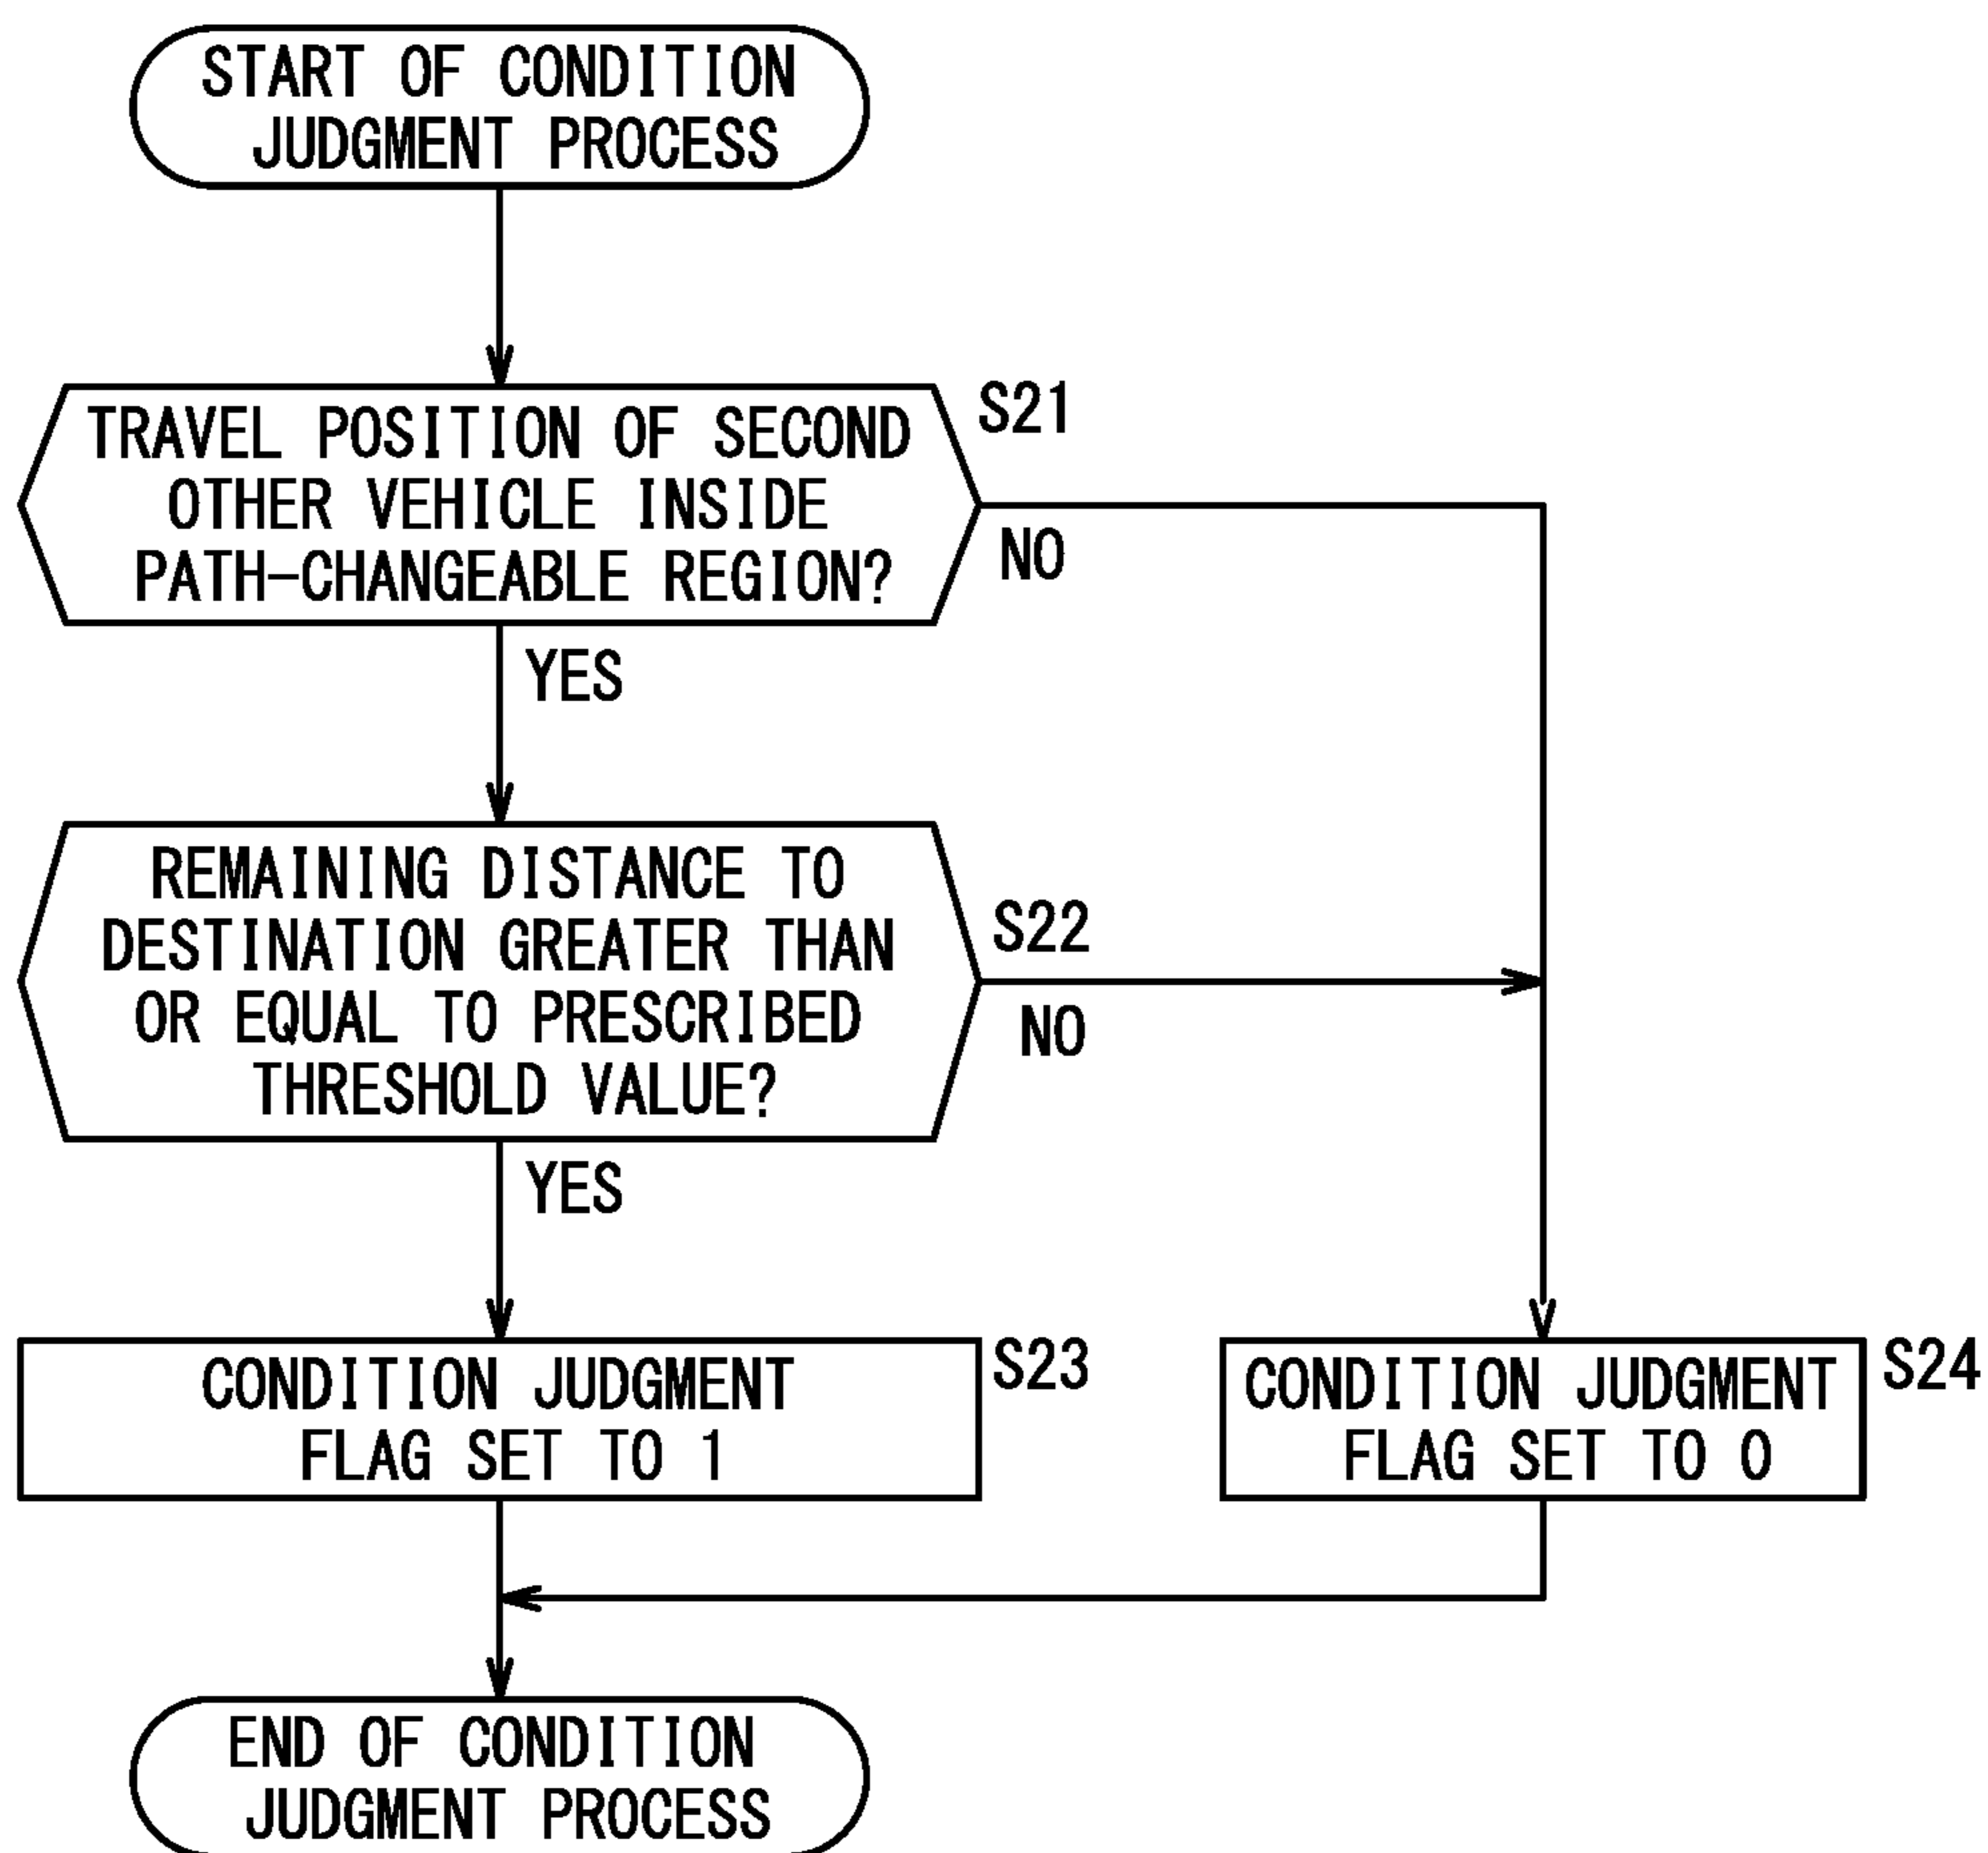 START OF CONDITION
JUDGMENT PROCESS
TRAVEL POSITION OF SECOND
OTHER VEHICLE INSIDE
PATH-CHANGEABLE REGION?
S21
NO
YES
REMAINING DISTANCE TO
DESTINATION GREATER THAN
OR EQUAL TO PRESCRIBED
THRESHOLD VALUE?
S22
NO
YES
CONDITION JUDGMENT
FLAG SET TO 1
S23
CONDITION JUDGMENT
FLAG SET TO 0
S24
END OF CONDITION
JUDGMENT PROCESS